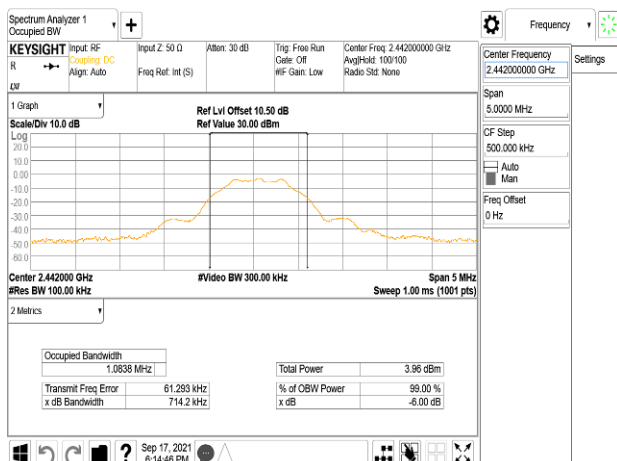 Spectrum Analyzer 1
Occupied BW
Frequency
KEYSIGHT
R
LXI
Input: RF
Coupling: DC
Align: Auto
Input Z: 50 Ω
Freq Ref: Int (S)
Atten: 30 dB
Trig: Free Run
Gate: Off
#IF Gain: Low
Center Freq: 2.442000000 GHz
Avg|Hold: 100/100
Radio Std: None
Center Frequency
2.442000000 GHz
Settings
Span
5.0000 MHz
CF Step
500.000 kHz
Auto
Man
Freq Offset
0 Hz
1 Graph
Scale/Div 10.0 dB
Ref Lvl Offset 10.50 dB
Ref Value 30.00 dBm
Log
20.0
10.0
0.00
-10.0
-20.0
-30.0
-40.0
-50.0
-60.0
Center 2.442000 GHz
#Res BW 100.00 kHz
#Video BW 300.00 kHz
Span 5 MHz
Sweep 1.00 ms (1001 pts)
2 Metrics
Occupied Bandwidth
1.0838 MHz
Transmit Freq Error 61.293 kHz
x dB Bandwidth 714.2 kHz
Total Power 3.96 dBm
% of OBW Power 99.00 %
x dB -6.00 dB
?
Sep 17, 2021
6:14:46 PM